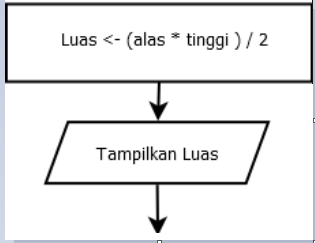 Luas <- (alas * tinggi ) / 2
Tampilkan Luas